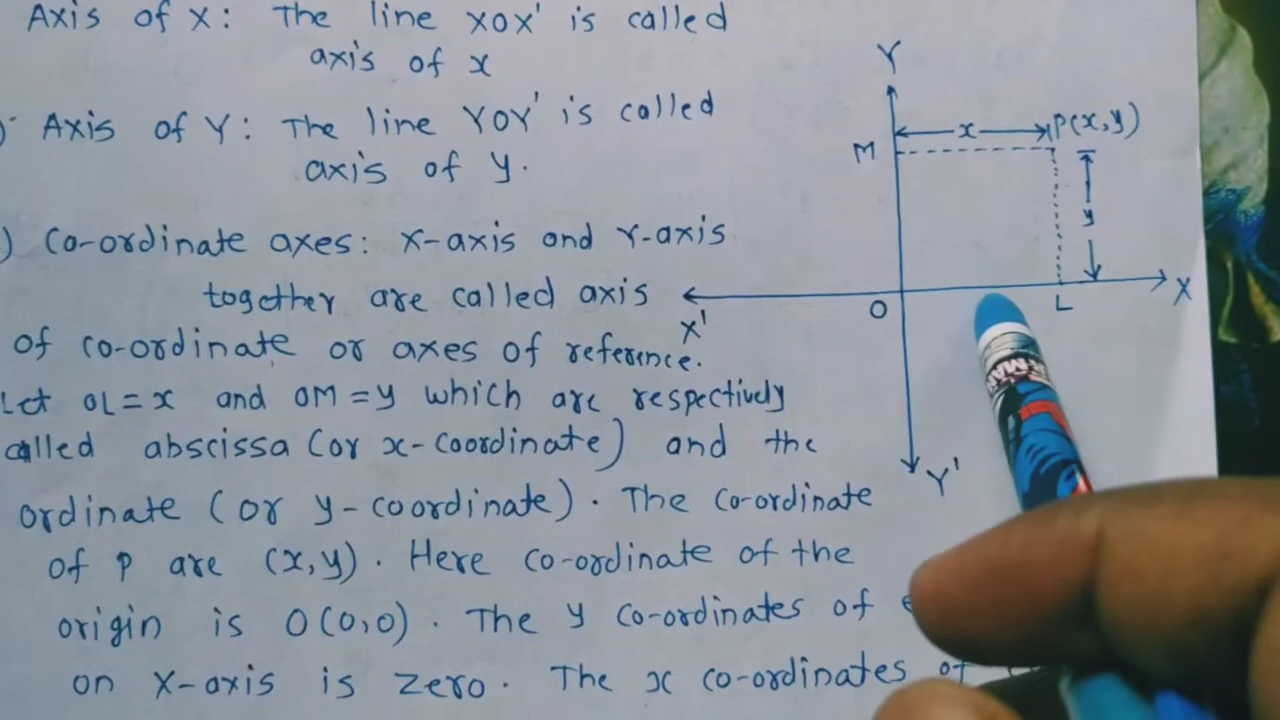 Axis of X: The line XOX' is called
axis of x
Axis of Y: The line YOY' is called
axis of y.
) Co-ordinate axes: X-axis and Y-axis
together are called axis
of co-ordinate or axes of reference.
Let OL=x and OM=y which are respectively
called abscissa (or x-coordinate) and the
ordinate (or y-coordinate). The co-ordinate
of P are (x,y). Here co-ordinate of the
origin is O(0,0). The y co-ordinates of
on X-axis is zero. The x co-ordinates of
Y
x
P(x,y)
M
y
X'
O
L
X
Y'